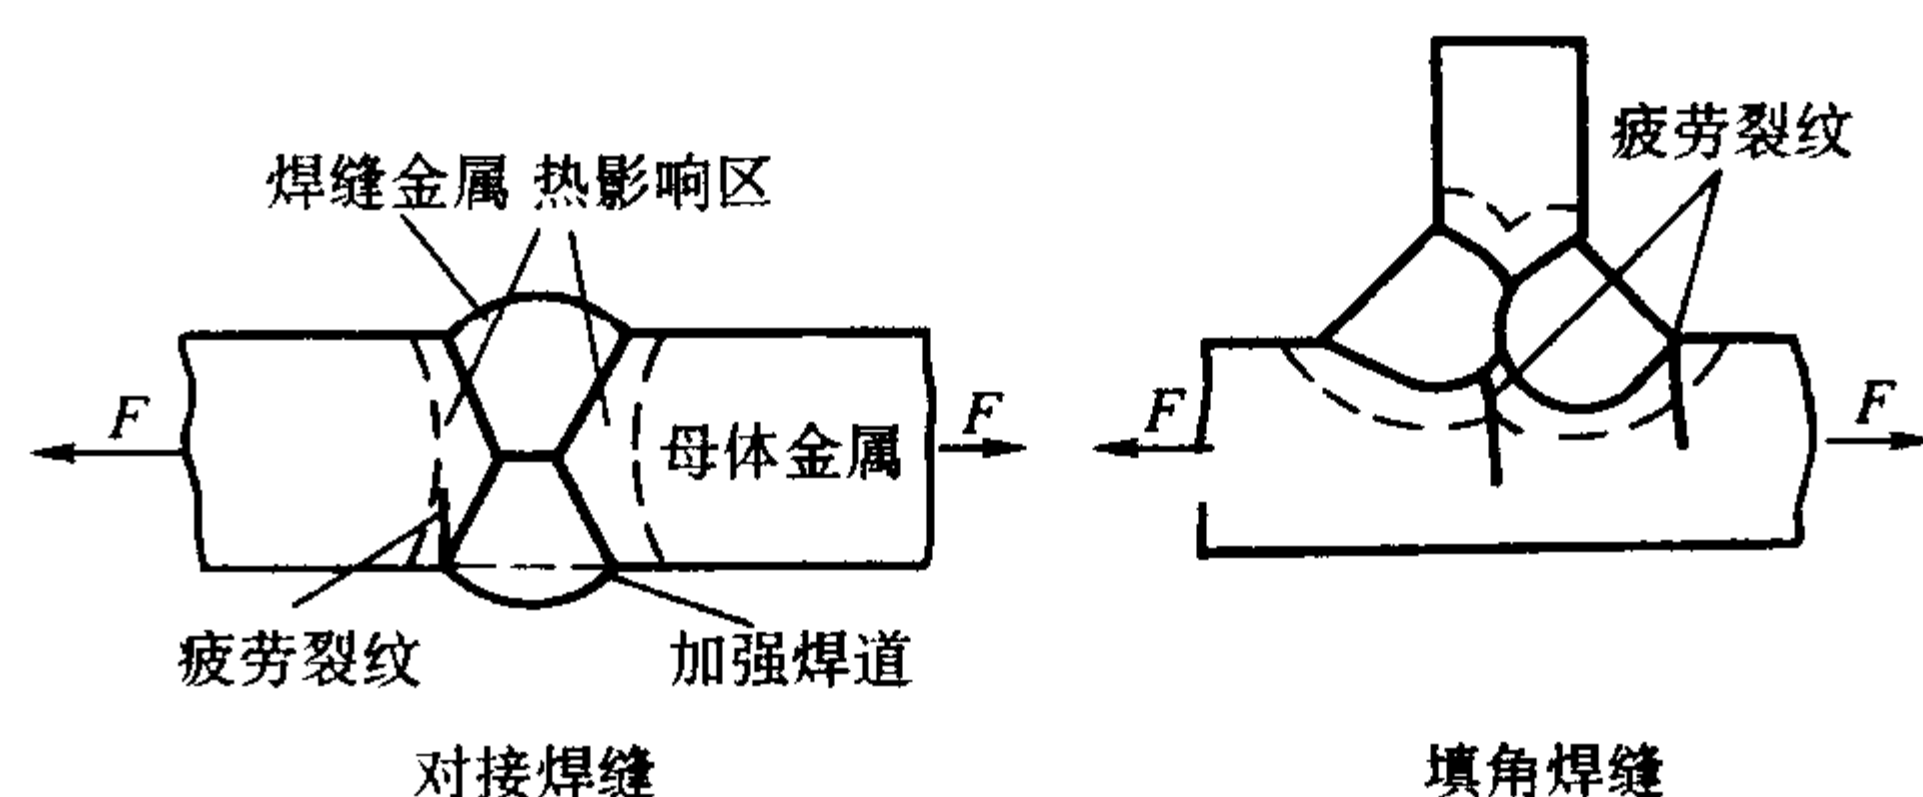 疲劳裂纹
焊缝金属 热影响区
F
F
母体金属
F
F
疲劳裂纹
加强焊道
对接焊缝
填角焊缝